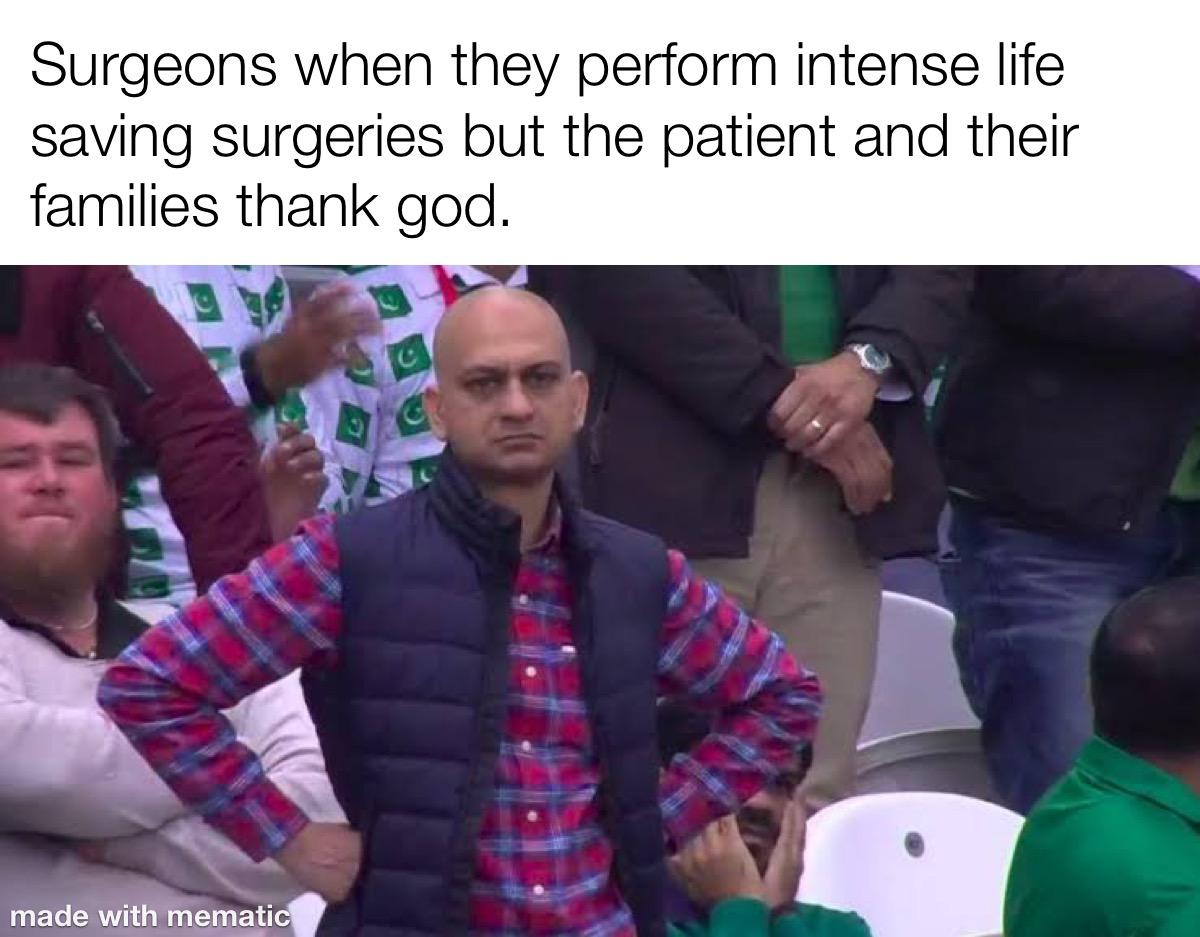 Surgeons when they perform intense life
saving surgeries but the patient and their
families thank god.
made with mematic